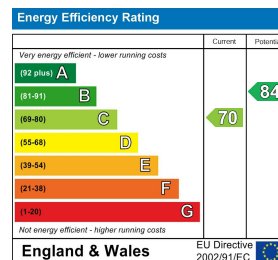 Energy Efficiency Rating
Current Potentia
Very energy efficient - lower running costs
(92 plus) A
(81-91) B
84
(69-80) C
70
(55-68) D
(39-54) E
(21-38) F
(1-20) G
Not energy efficient - higher running costs
England & Wales
EU Directive
2002/91/EC